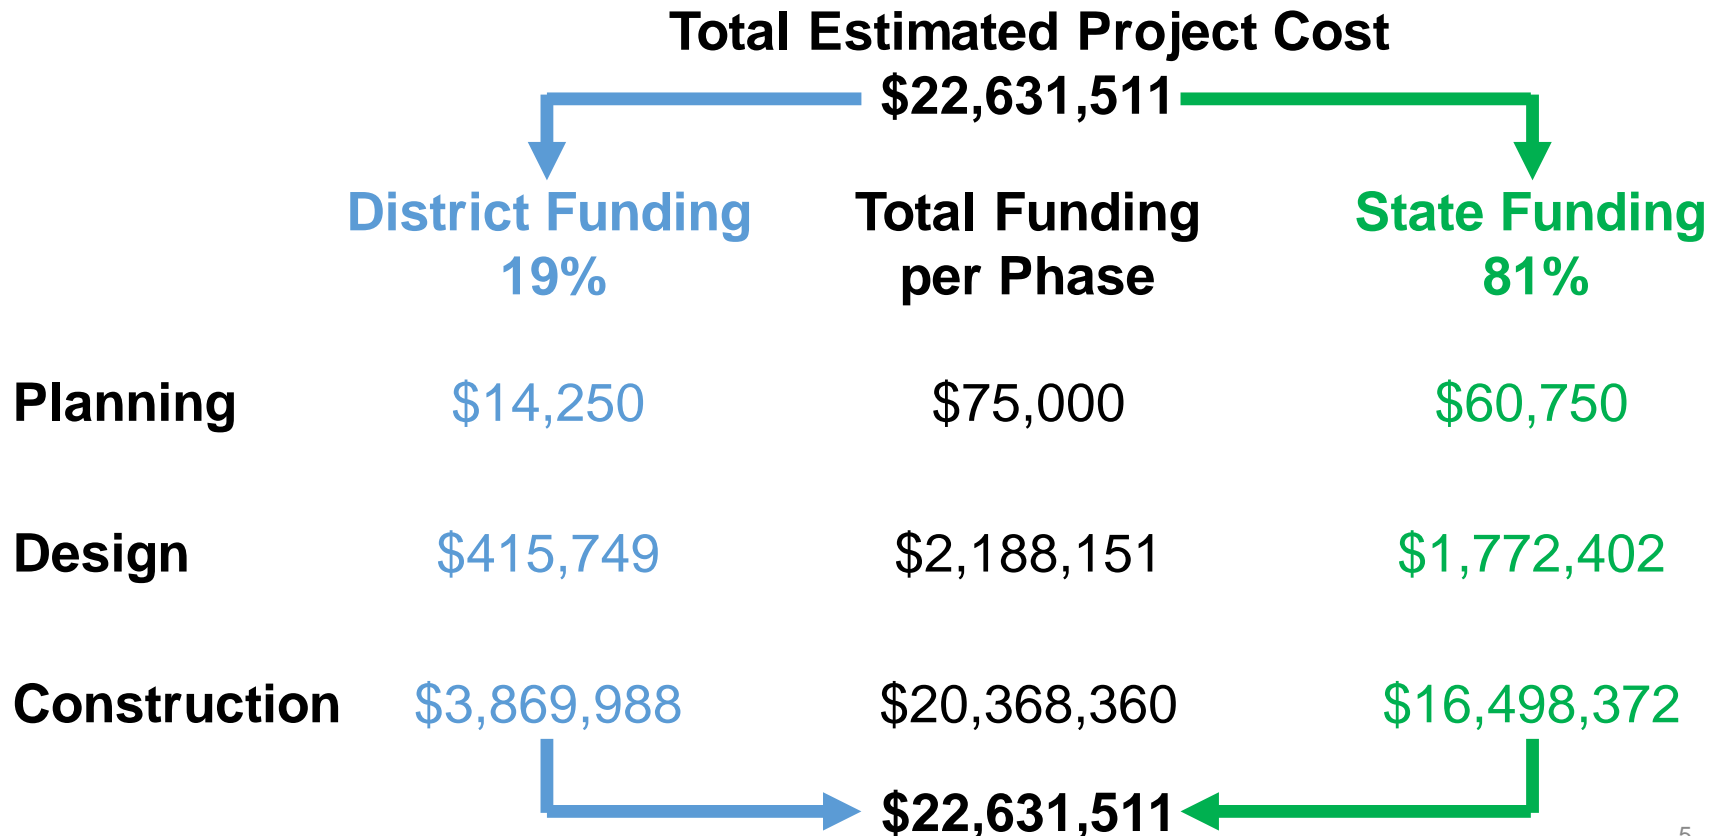 Total Estimated Project Cost
$22,631,511
District Funding Total Funding State Funding
19% per Phase 81%
Planning $14,250 $75,000 $60,750
Design $415,749 $2,188,151 $1,772,402
Construction $3,869,988 $20,368,360 $16,498,372
$22,631,511
5